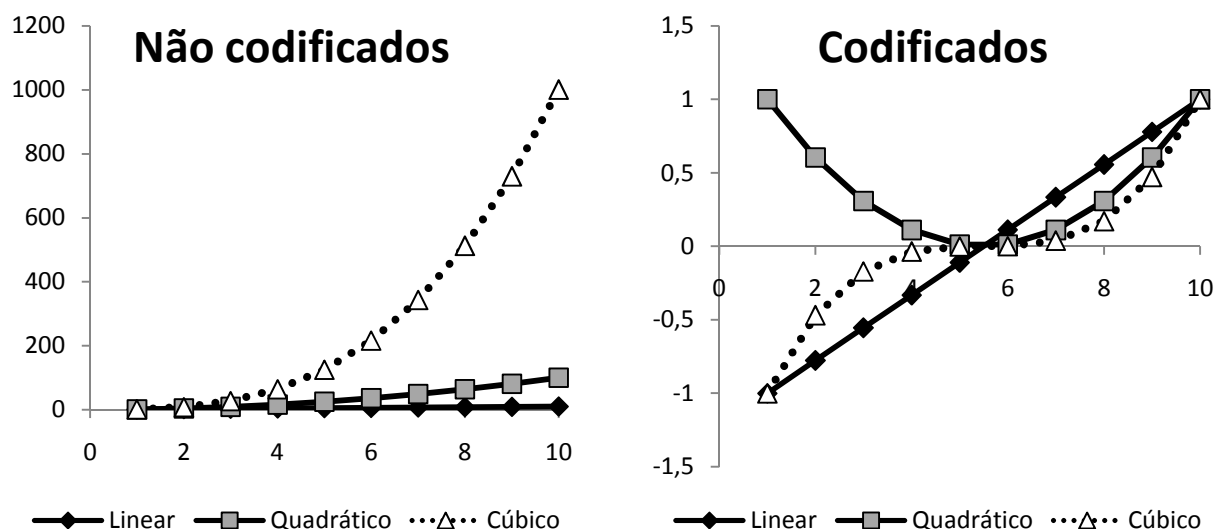 Não codificados
1200
1000
800
600
400
200
0
0 2 4 6 8 10
Linear Quadrático Cúbico
Codificados
1,5
1
0,5
0
-0,5
-1
-1,5
0 2 4 6 8 10
Linear Quadrático Cúbico